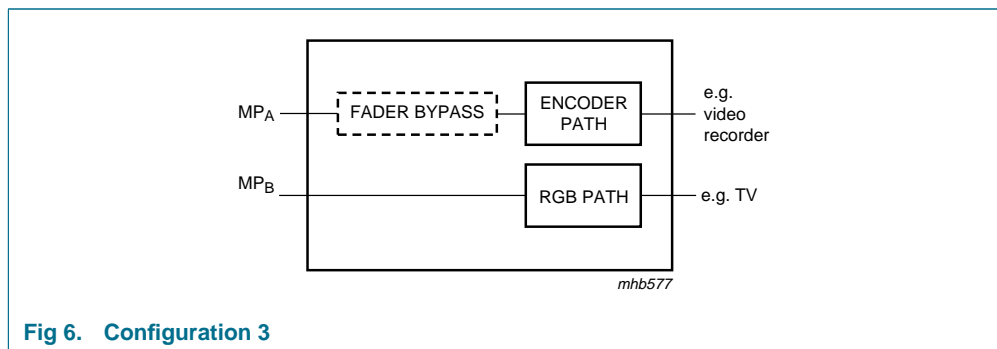 MPA
FADER BYPASS
ENCODER
PATH
e.g.
video
recorder
MPB
RGB PATH
e.g. TV
mhb577
Fig 6. Configuration 3